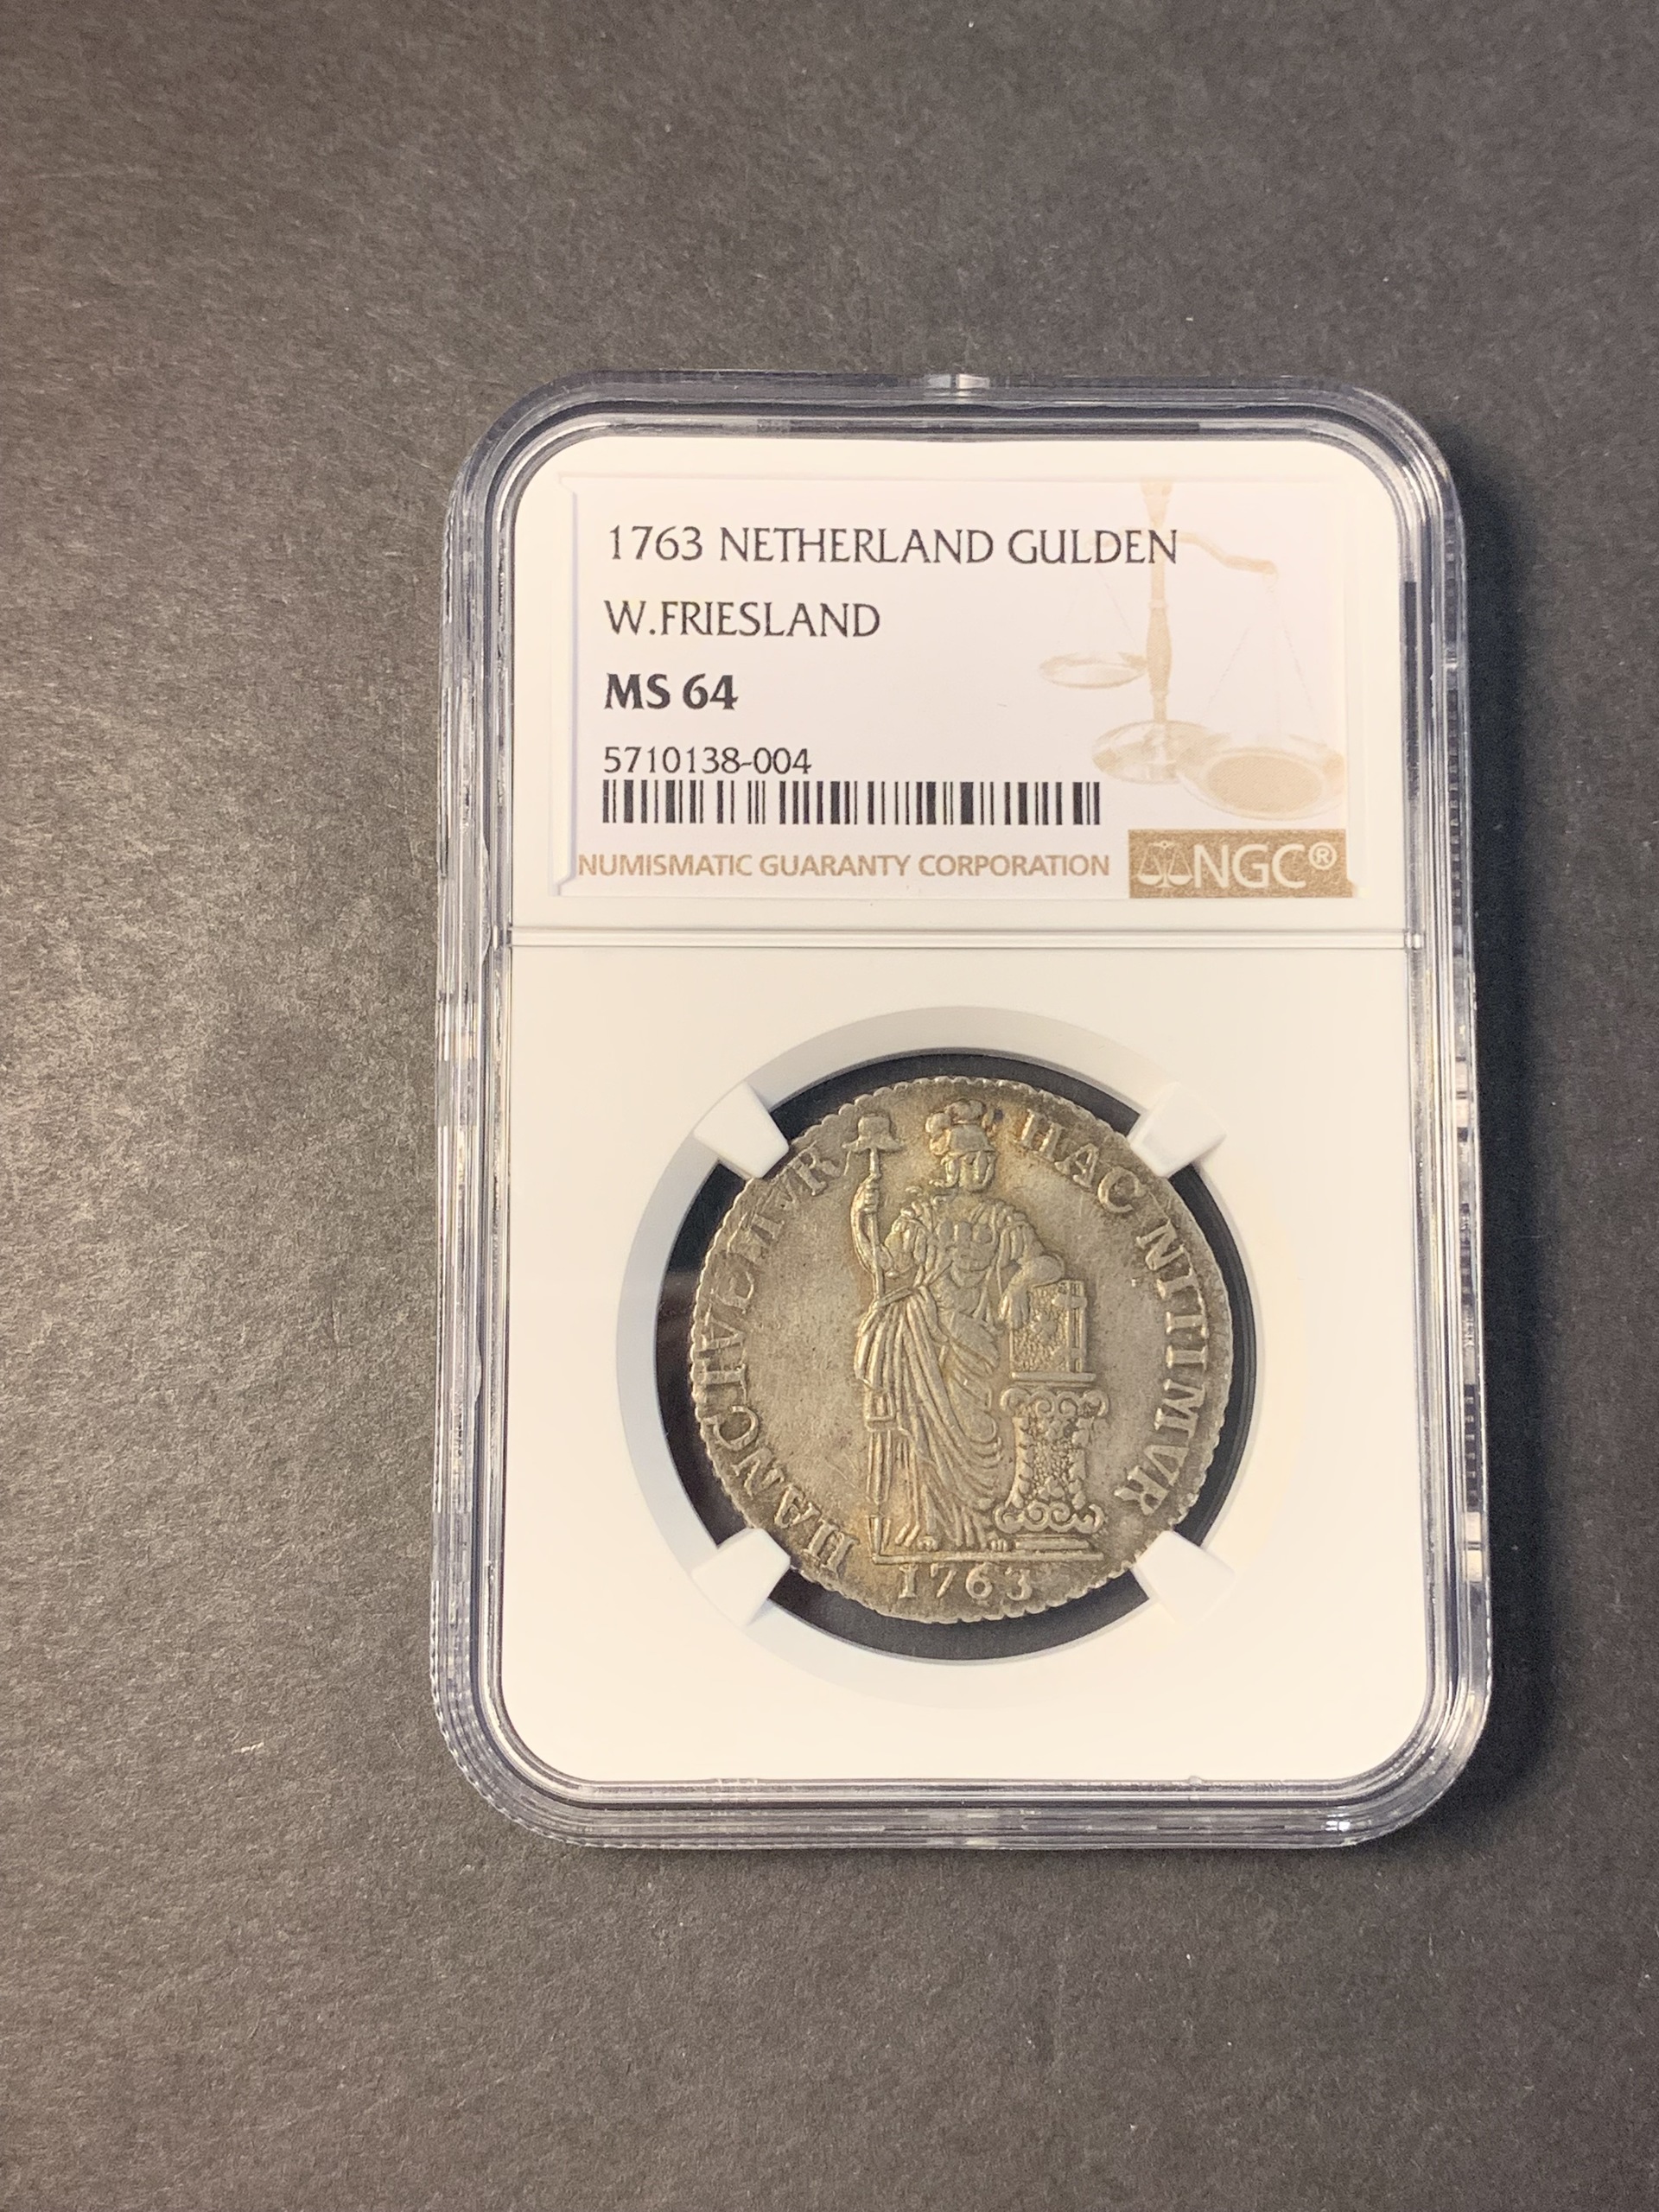 1763 NETHERLAND GULDEN
W.FRIESLAND
MS 64
5710138-004
NUMISMATIC GUARANTY CORPORATION
NGC®
HAC NITIMVR
HANC TVEMVR
1763